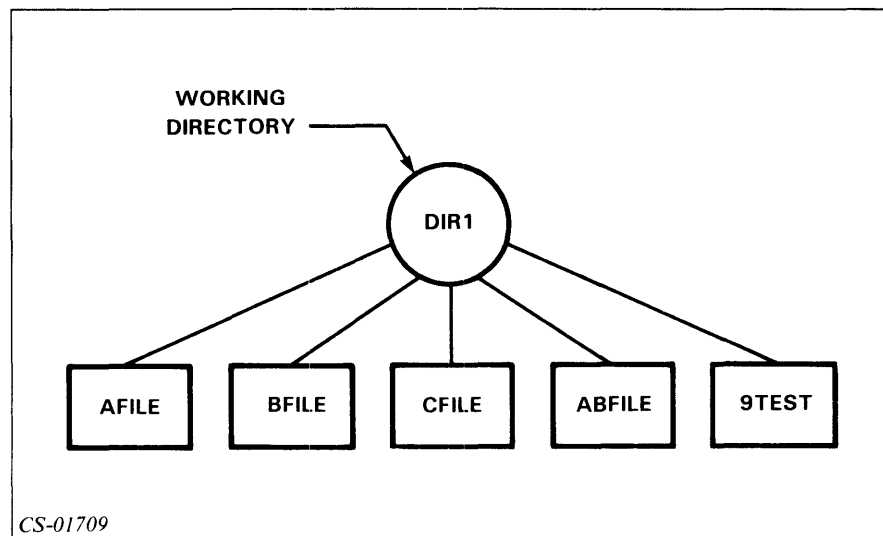 WORKING
DIRECTORY
DIR1
AFILE
BFILE
CFILE
ABFILE
9TEST
CS-01709